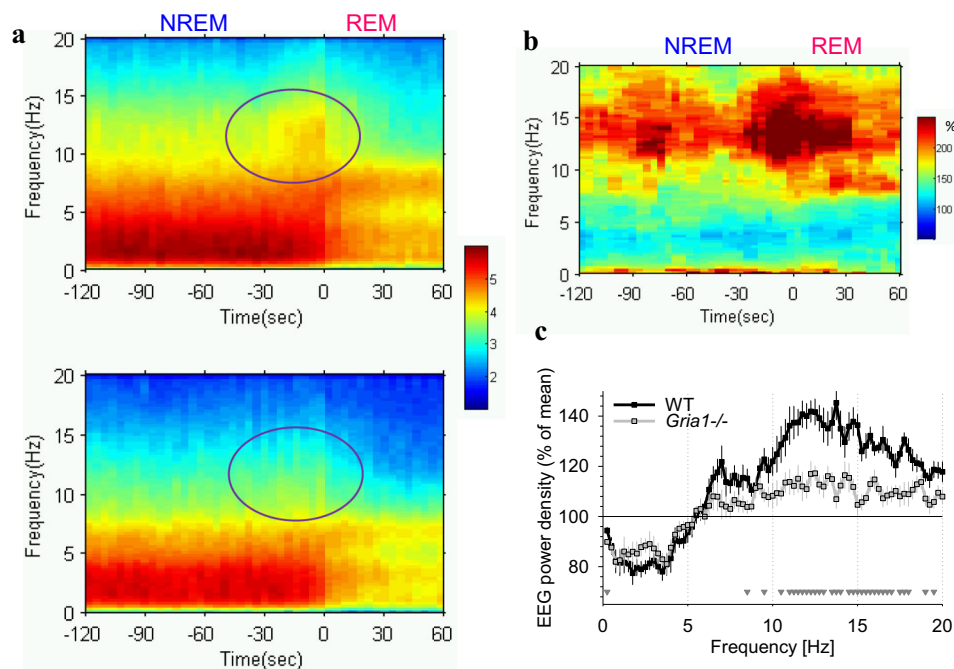 a
NREM REM
20
15
10
5
0
Frequency(Hz)
-120 -90 -60 -30 0 30 60
Time(sec)
5
4
3
2
20
15
10
5
0
Frequency(Hz)
-120 -90 -60 -30 0 30 60
Time(sec)
b
NREM REM
20
15
10
5
0
Frequency(Hz)
-120 -90 -60 -30 0 30 60
Time(sec)
%
200
150
100
c
WT
Gria1-/-
EEG power density (% of mean)
140
120
100
80
0 5 10 15 20
Frequency [Hz]